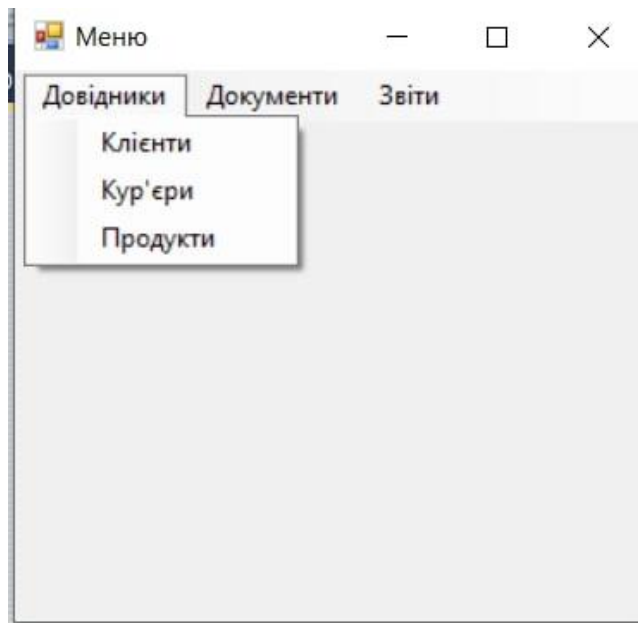 Меню
Довідники Документи Звіти
Клієнти
Кур'єри
Продукти